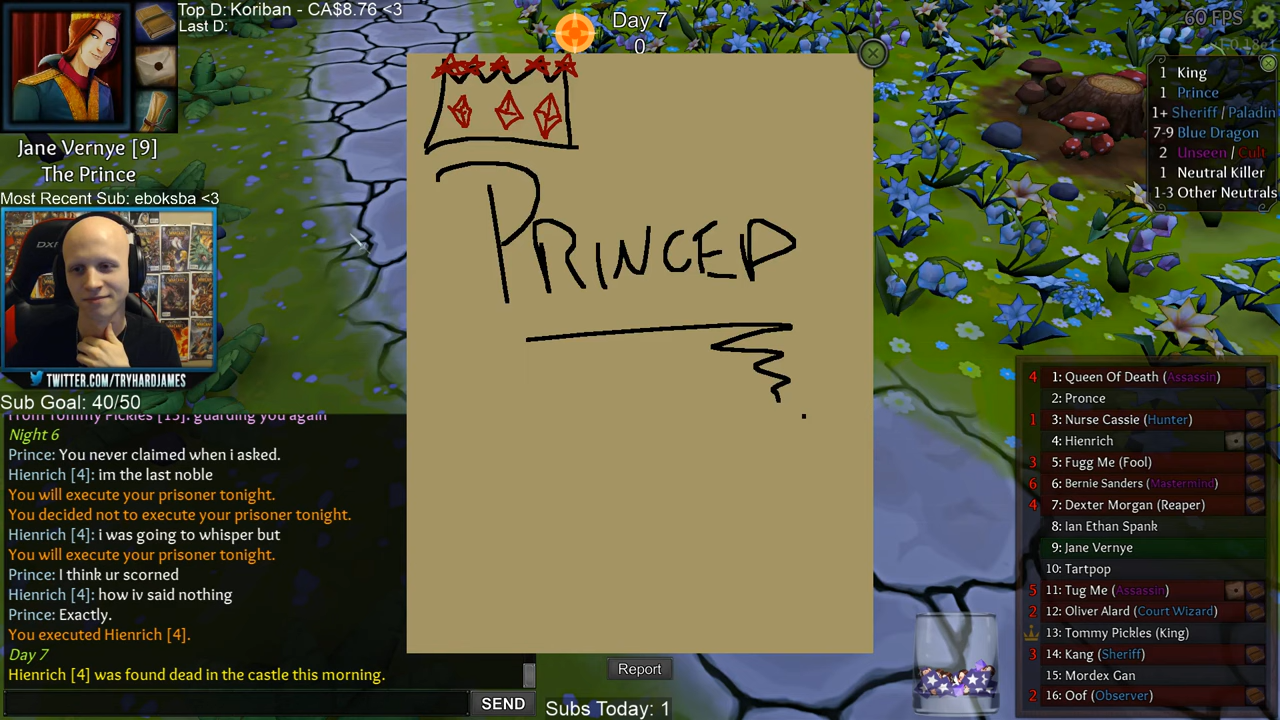 Top D: Koriban - CA$8.76 <3
Last D:
Day 7
0
60 FPS
1 King
1 Prince
1+ Sheriff / Paladin
7-9 Blue Dragon
2 Unseen / Cult
1 Neutral Killer
1-3 Other Neutrals
Jane Vernye [9]
The Prince
Most Recent Sub: eboksba <3
DX
TWITTER.COM/TRYHARDJAMES
Sub Goal: 40/50
PRINCED
From Tommy Pickles [13]: guarding you again
Night 6
Prince: You never claimed when i asked.
Hienrich [4]: im the last noble
You will execute your prisoner tonight.
You decided not to execute your prisoner tonight.
Hienrich [4]: i was going to whisper but
You will execute your prisoner tonight.
Prince: I think ur scorned
Hienrich [4]: how iv said nothing
Prince: Exactly.
You executed Hienrich [4].
Day 7
Hienrich [4] was found dead in the castle this morning.
SEND
Report
Subs Today: 1
4 1: Queen Of Death (Assassin)
2: Pronce
1 3: Nurse Cassie (Hunter)
4: Hienrich
3 5: Fugg Me (Fool)
6 6: Bernie Sanders (Mastermind)
4 7: Dexter Morgan (Reaper)
8: Ian Ethan Spank
9: Jane Vernye
10: Tartpop
5 11: Tug Me (Assassin)
2 12: Oliver Alard (Court Wizard)
13: Tommy Pickles (King)
3 14: Kang (Sheriff)
15: Mordex Gan
2 16: Oof (Observer)